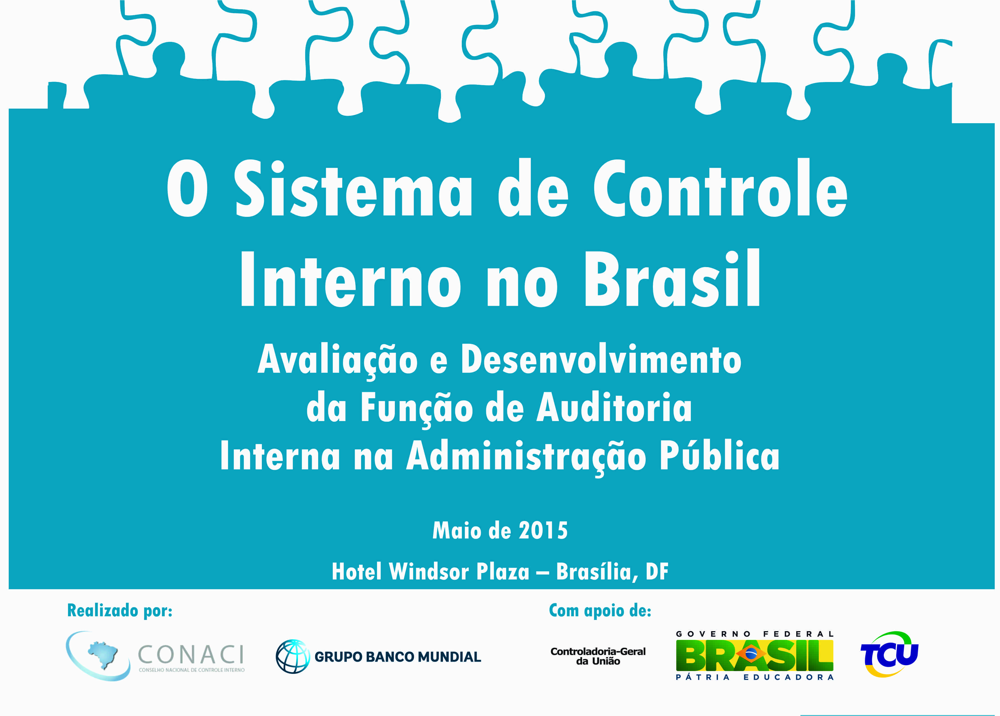 O Sistema de Controle
Interno no Brasil
Avaliação e Desenvolvimento
da Função de Auditoria
Interna na Administração Pública
Maio de 2015
Hotel Windsor Plaza – Brasília, DF
Realizado por:
Com apoio de:
CONACI
CONSELHO NACIONAL DE CONTROLE INTERNO
GRUPO BANCO MUNDIAL
Controladoria-Geral
da União
GOVERNO FEDERAL
BRASIL
PÁTRIA EDUCADORA
TCU